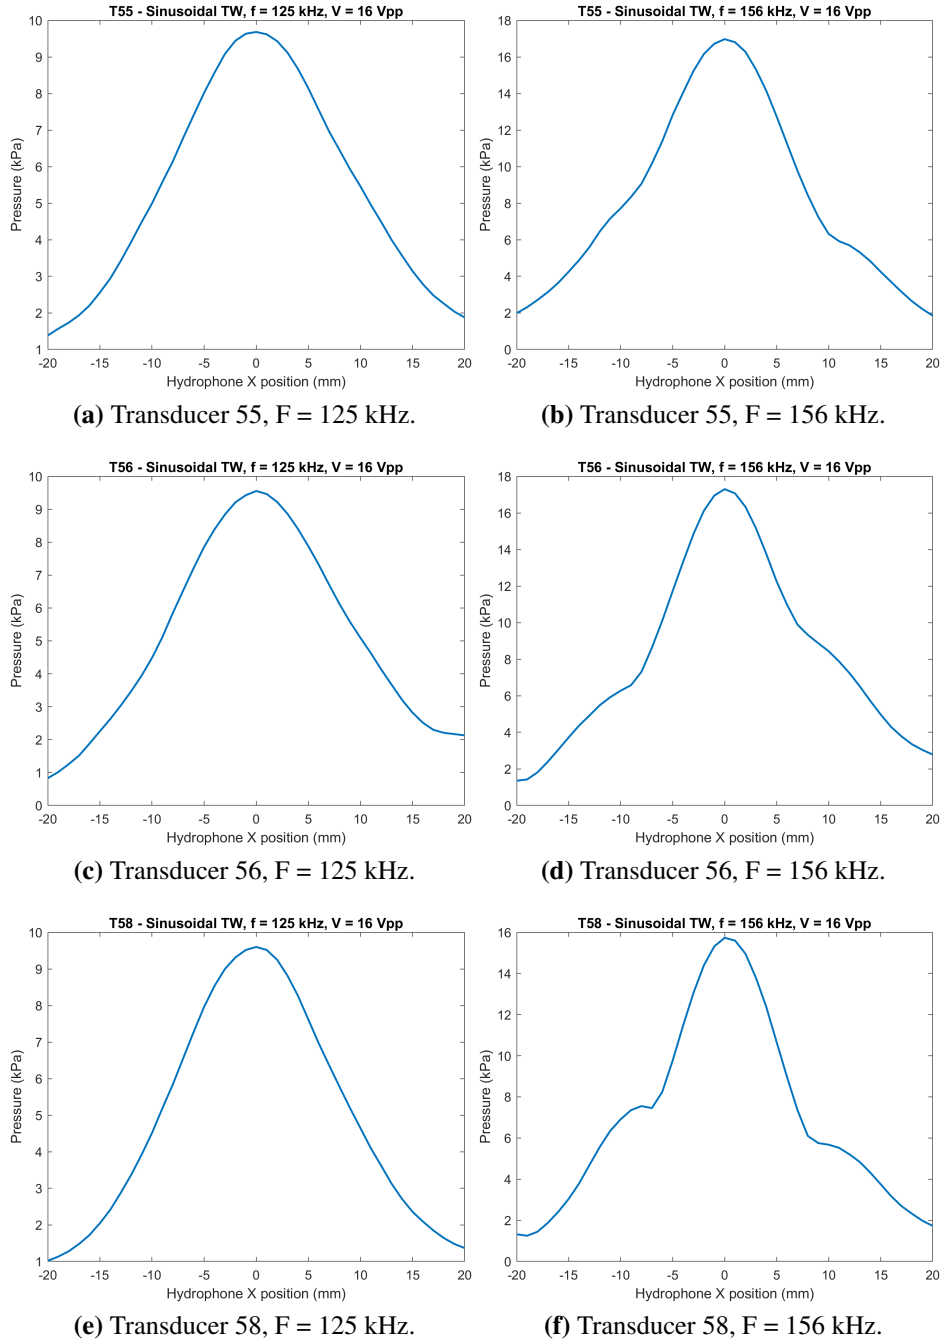 T55 - Sinusoidal TW, f = 125 kHz, V = 16 Vpp
10
9
8
7
6
5
4
3
2
1
Pressure (kPa)
-20 -15 -10 -5 0 5 10 15 20
Hydrophone X position (mm)
(a) Transducer 55, F = 125 kHz.
T55 - Sinusoidal TW, f = 156 kHz, V = 16 Vpp
18
16
14
12
10
8
6
4
2
0
Pressure (kPa)
-20 -15 -10 -5 0 5 10 15 20
Hydrophone X position (mm)
(b) Transducer 55, F = 156 kHz.
T56 - Sinusoidal TW, f = 125 kHz, V = 16 Vpp
10
9
8
7
6
5
4
3
2
1
0
Pressure (kPa)
-20 -15 -10 -5 0 5 10 15 20
Hydrophone X position (mm)
(c) Transducer 56, F = 125 kHz.
T56 - Sinusoidal TW, f = 156 kHz, V = 16 Vpp
18
16
14
12
10
8
6
4
2
0
Pressure (kPa)
-20 -15 -10 -5 0 5 10 15 20
Hydrophone X position (mm)
(d) Transducer 56, F = 156 kHz.
T58 - Sinusoidal TW, f = 125 kHz, V = 16 Vpp
10
9
8
7
6
5
4
3
2
1
Pressure (kPa)
-20 -15 -10 -5 0 5 10 15 20
Hydrophone X position (mm)
(e) Transducer 58, F = 125 kHz.
T58 - Sinusoidal TW, f = 156 kHz, V = 16 Vpp
16
14
12
10
8
6
4
2
0
Pressure (kPa)
-20 -15 -10 -5 0 5 10 15 20
Hydrophone X position (mm)
(f) Transducer 58, F = 156 kHz.